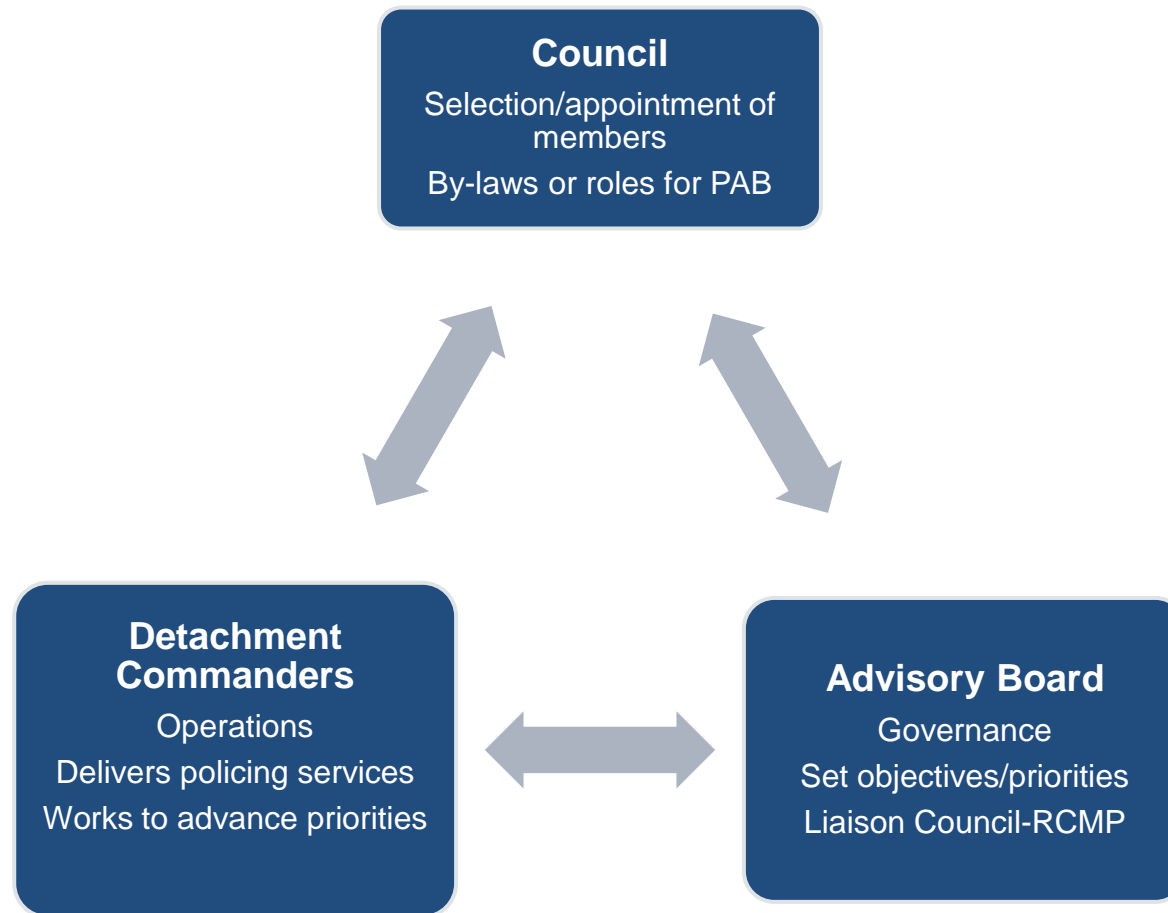 Council
Selection/appointment of
members
By-laws or roles for PAB
Detachment
Commanders
Operations
Delivers policing services
Works to advance priorities
Advisory Board
Governance
Set objectives/priorities
Liaison Council-RCMP